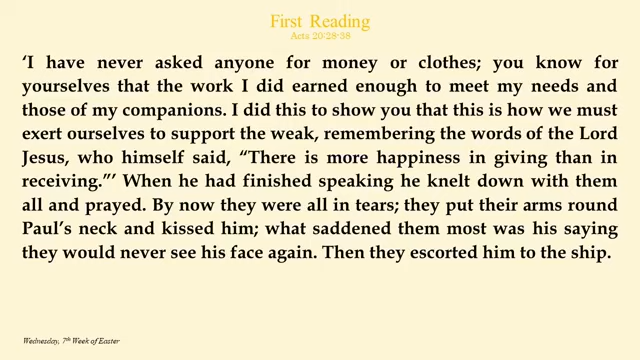 First Reading
Acts 20:28-38
‘I have never asked anyone for money or clothes; you know for
yourselves that the work I did earned enough to meet my needs and
those of my companions. I did this to show you that this is how we must
exert ourselves to support the weak, remembering the words of the Lord
Jesus, who himself said, “There is more happiness in giving than in
receiving.”’ When he had finished speaking he knelt down with them
all and prayed. By now they were all in tears; they put their arms round
Paul’s neck and kissed him; what saddened them most was his saying
they would never see his face again. Then they escorted him to the ship.
Wednesday, 7th Week of Easter